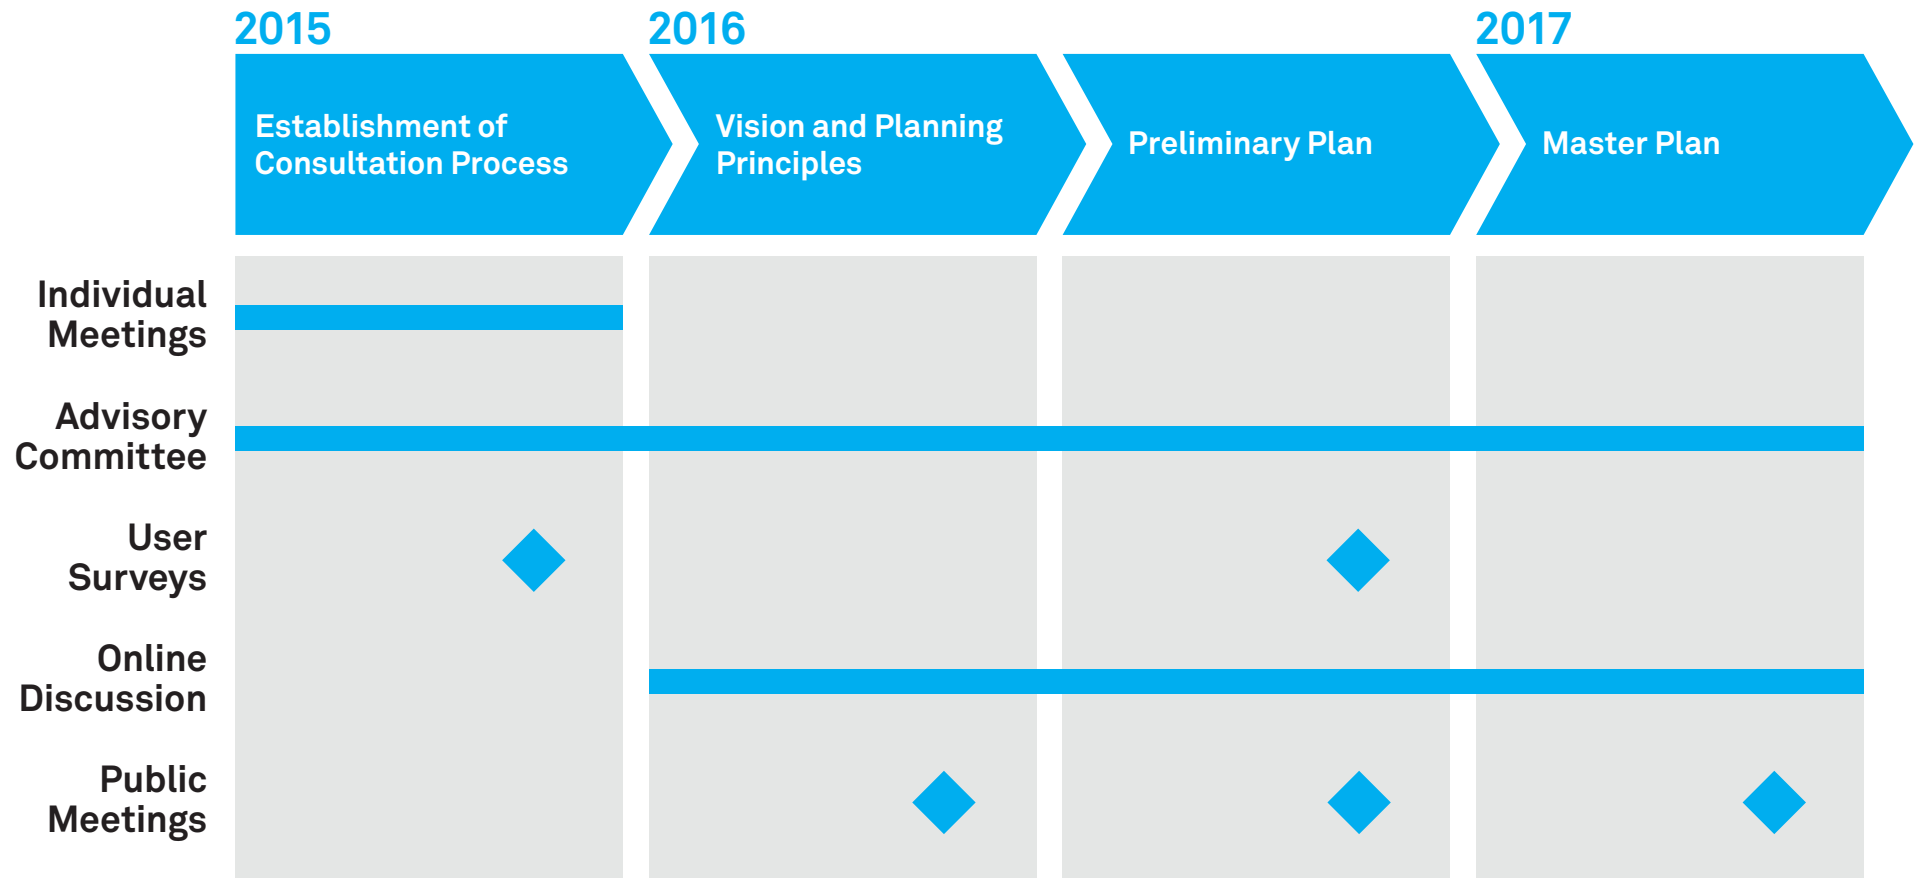 2015
2016
2017
Establishment of
Consultation Process
Vision and Planning
Principles
Preliminary Plan
Master Plan
Individual
Meetings
Advisory
Committee
User
Surveys
Online
Discussion
Public
Meetings